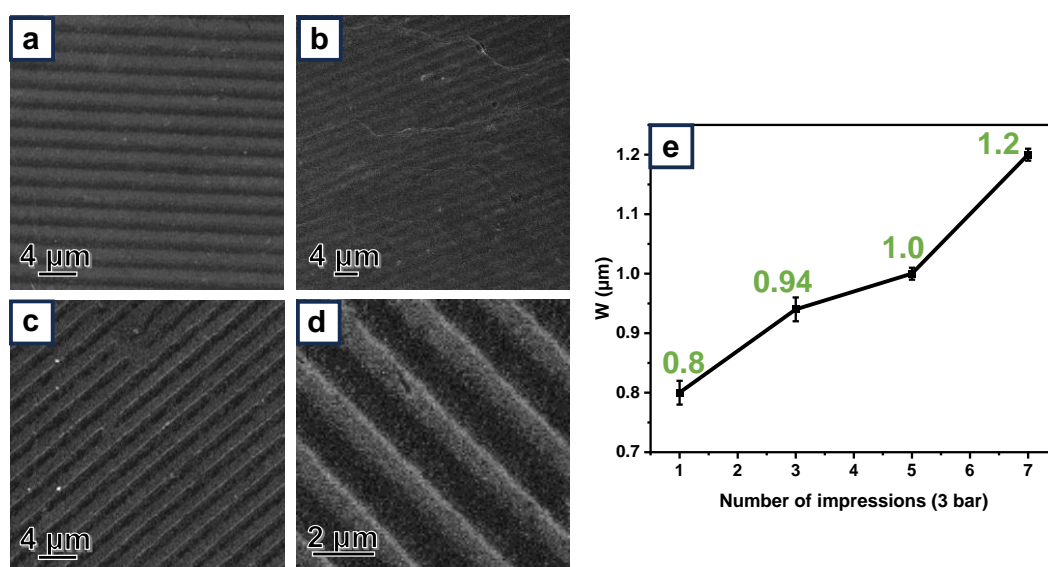 a
4 µm
b
4 µm
c
4 µm
d
2 µm
e
W (µm)
1.2
1.1
1.0
0.9
0.8
0.7
0.8
0.94
1.0
1.2
1 2 3 4 5 6 7
Number of impressions (3 bar)